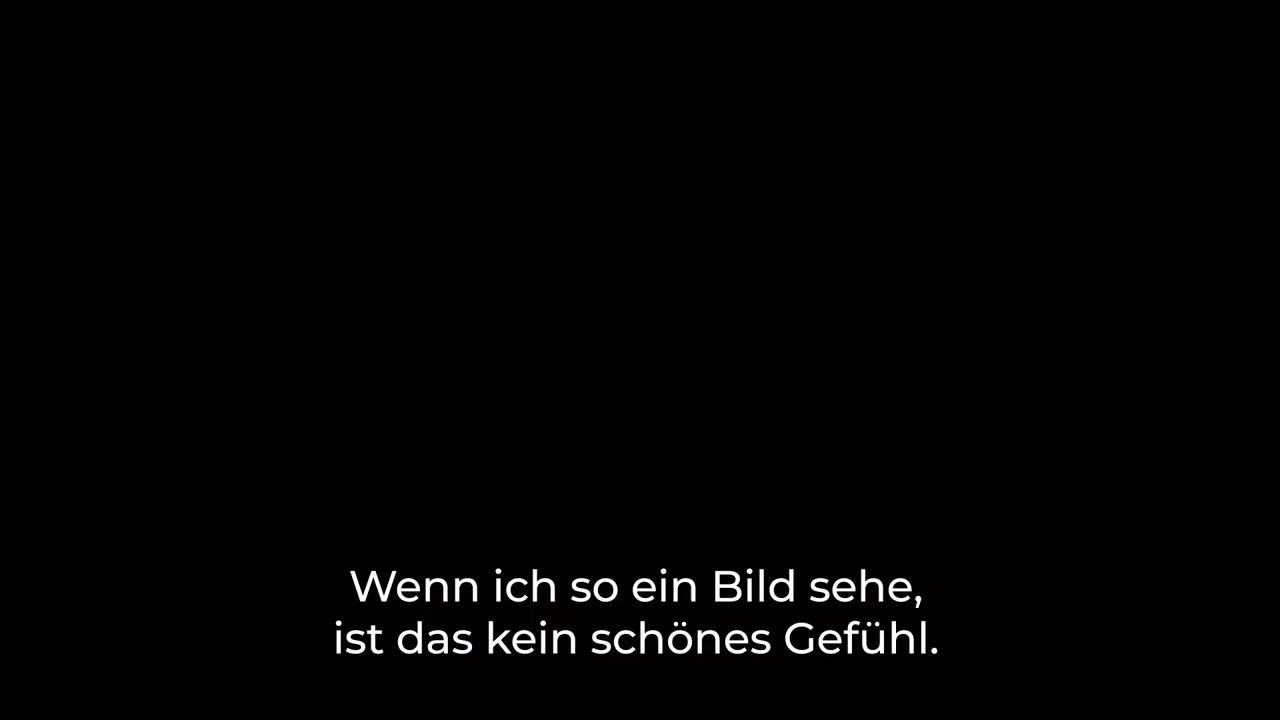 Wenn ich so ein Bild sehe,
ist das kein schönes Gefühl.